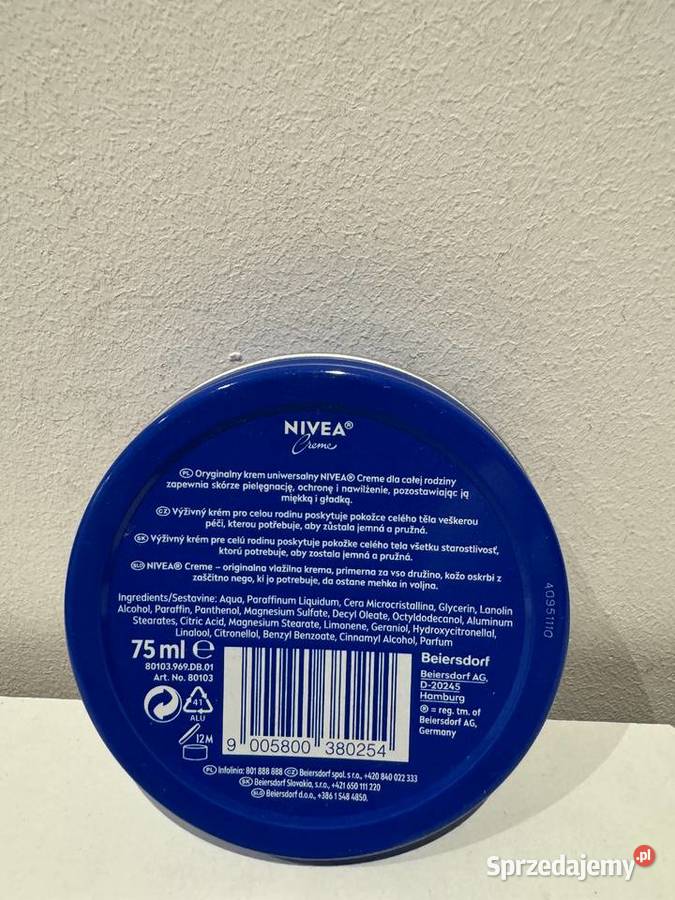 NIVEA®
Creme
PL Oryginalny krem uniwersalny NIVEA® Creme dla całej rodziny
zapewnia skórze pielęgnację, ochronę i nawilżenie, pozostawiając ją
miękką i gładką.
CZ Výživný krém pro celou rodinu poskytuje pokožce celého těla veškerou
péči, kterou potřebuje, aby zůstala jemná a pružná.
SK Výživný krém pre celú rodinu poskytuje pokožke celého tela všetku starostlivosť,
ktorú potrebuje, aby zostala jemná a pružná.
SLO NIVEA® Creme – originalna vlažilna krema, primerna za vso družino, kožo oskrbi z
zaščitno nego, ki jo potrebuje, da ostane mehka in voljna.
Ingredients/Sestavine: Aqua, Paraffinum Liquidum, Cera Microcristallina, Glycerin, Lanolin
Alcohol, Paraffin, Panthenol, Magnesium Sulfate, Decyl Oleate, Octyldodecanol, Aluminum
Stearates, Citric Acid, Magnesium Stearate, Limonene, Geraniol, Hydroxycitronellal,
Linalool, Citronellol, Benzyl Benzoate, Cinnamyl Alcohol, Parfum
40951110
75 ml e
80103.969.DB.01
Art. No. 80103
41
ALU
12M
9 005800 380254
Beiersdorf
Beiersdorf AG,
D-20245
Hamburg
® = reg. tm. of
Beiersdorf AG,
Germany
PL Infolinia: 801 888 888 CZ Beiersdorf spol. s r.o., +420 840 022 333
SK Beiersdorf Slovakia, s.r.o., +421 650 111 220
SLO Beiersdorf d.o.o., +386 1 548 4850.
Sprzedajemy.pl